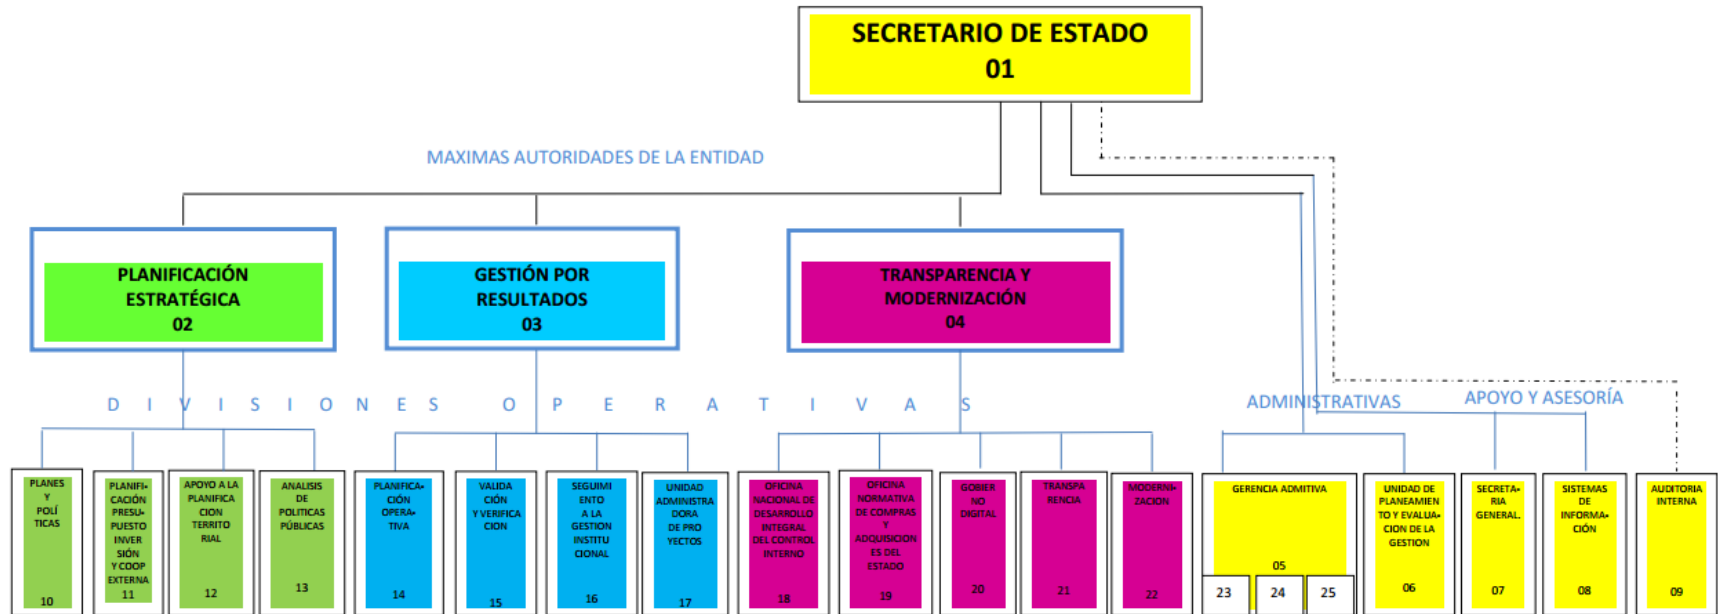 SECRETARIO DE ESTADO
01
MAXIMAS AUTORIDADES DE LA ENTIDAD
PLANIFICACIÓN
ESTRATÉGICA
02
GESTIÓN POR
RESULTADOS
03
TRANSPARENCIA Y
MODERNIZACIÓN
04
DIVISIONES OPERATIVAS
ADMINISTRATIVAS
APOYO Y ASESORÍA
PLANES
Y
POLÍ
TICAS
10
PLANIFI-
CACIÓN
PRESU-
PUESTO
INVER
SIÓN
Y COOP
EXTERNA
11
APOYO A LA
PLANIFICA
CION
TERRITO
RIAL
12
ANALISIS
DE
POLITICAS
PÚBLICAS
13
PLANIFICA-
CIÓN
OPERA-
TIVA
14
VALIDA
CIÓN
Y VERIFICA
CION
15
SEGUIMI
ENTO
A LA
GESTION
INSTITU
CIONAL
16
UNIDAD
ADMINISTRA
DORA
DE PRO
YECTOS
17
OFICINA
NACIONAL DE
DESARROLLO
INTEGRAL
DEL CONTROL
INTERNO
18
OFICINA
NORMATIVA
DE COMPRAS
Y
ADQUISICION
ES DEL
ESTADO
19
GOBIER
NO
DIGITAL
20
TRANSPA
RENCIA
21
MODERNI-
ZACION
22
GERENCIA ADMITIVA
05
23
24
25
UNIDAD DE
PLANEAMIEN
TO Y EVALUA-
CION DE LA
GESTION
06
SECRETA-
RIA
GENERAL.
07
SISTEMAS
DE
INFORMA-
CIÓN
08
AUDITORIA
INTERNA
09